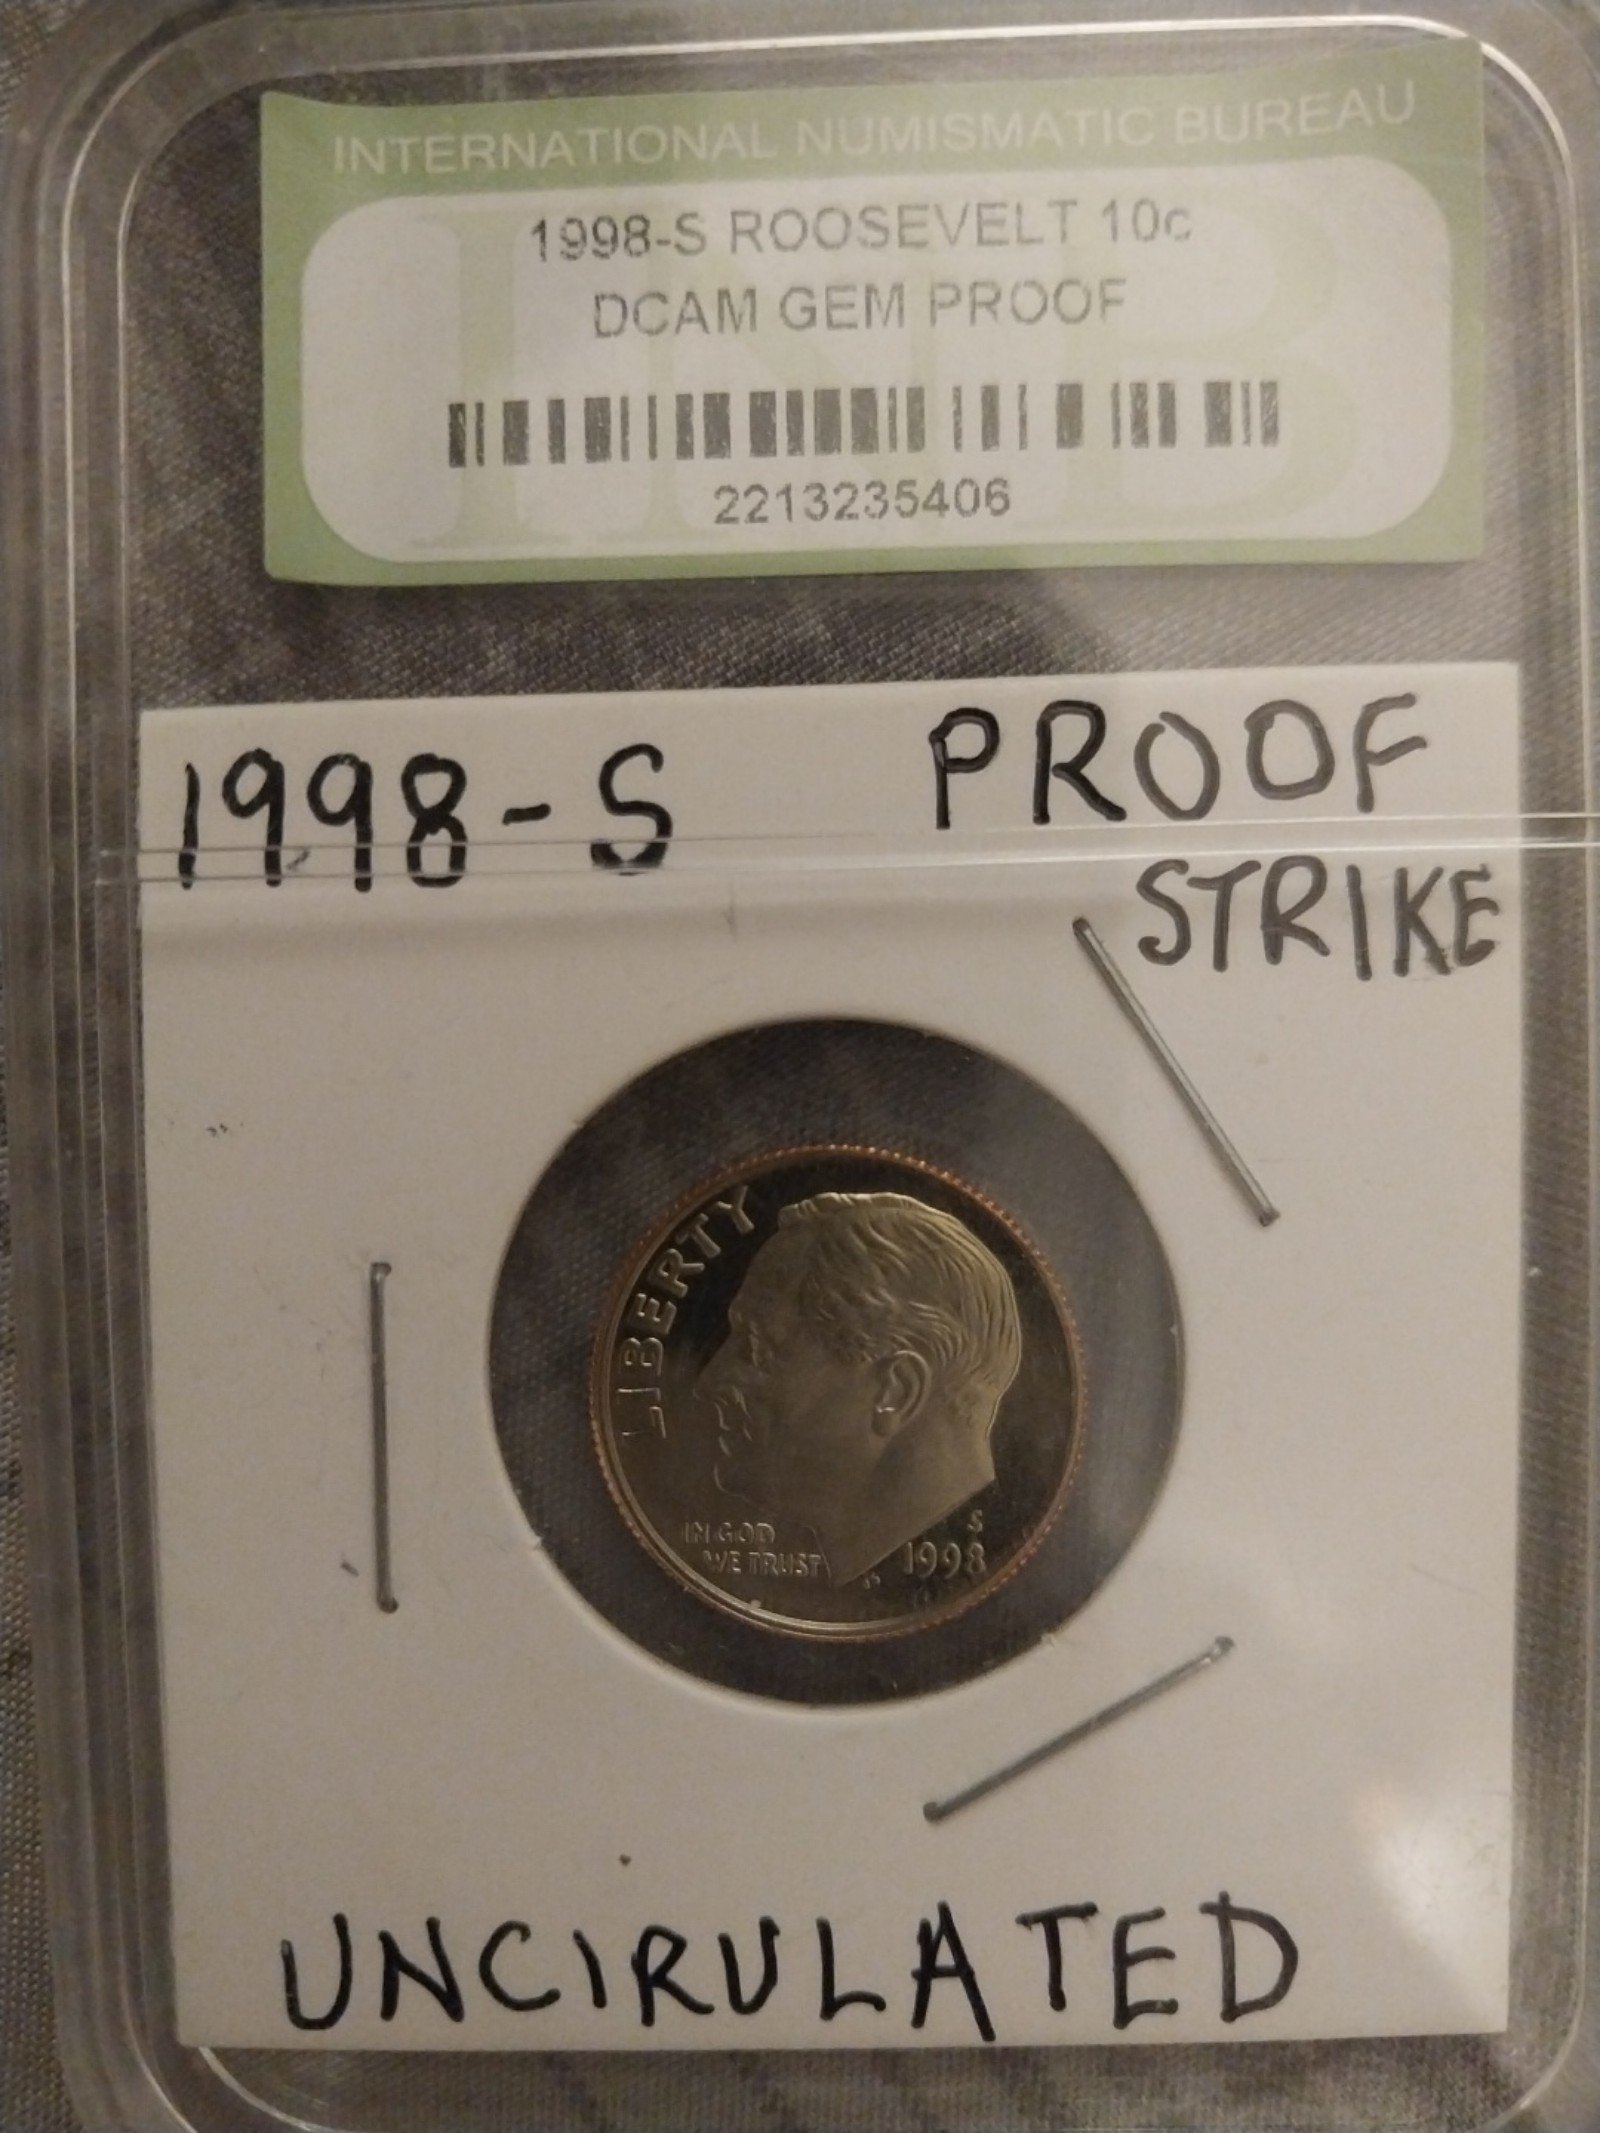 INTERNATIONAL NUMISMATIC BUREAU
1998-S ROOSEVELT 10c
DCAM GEM PROOF
2213235406
1998-S PROOF
STRIKE
LIBERTY
IN GOD
WE TRUST
S
1998
UNCIRULATED